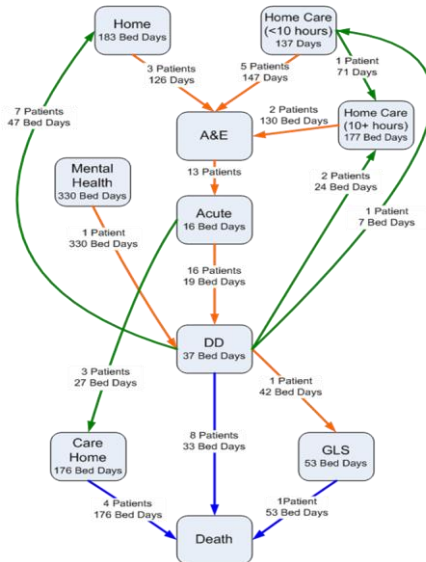 Home
183 Bed Days
Home Care
(<10 hours)
137 Days
3 Patients
126 Days
5 Patients
147 Days
1 Patient
71 Days
7 Patients
47 Bed Days
2 Patients
130 Bed Days
Home Care
(10+ hours)
177 Bed Days
A&E
Mental
Health
330 Bed Days
13 Patients
2 Patients
24 Bed Days
Acute
16 Bed Days
1 Patient
7 Bed Days
1 Patient
330 Bed Days
16 Patients
19 Bed Days
DD
37 Bed Days
3 Patients
27 Bed Days
1 Patient
42 Bed Days
8 Patients
33 Bed Days
Care
Home
176 Bed Days
GLS
53 Bed Days
4 Patients
176 Bed Days
1Patient
53 Bed Days
Death